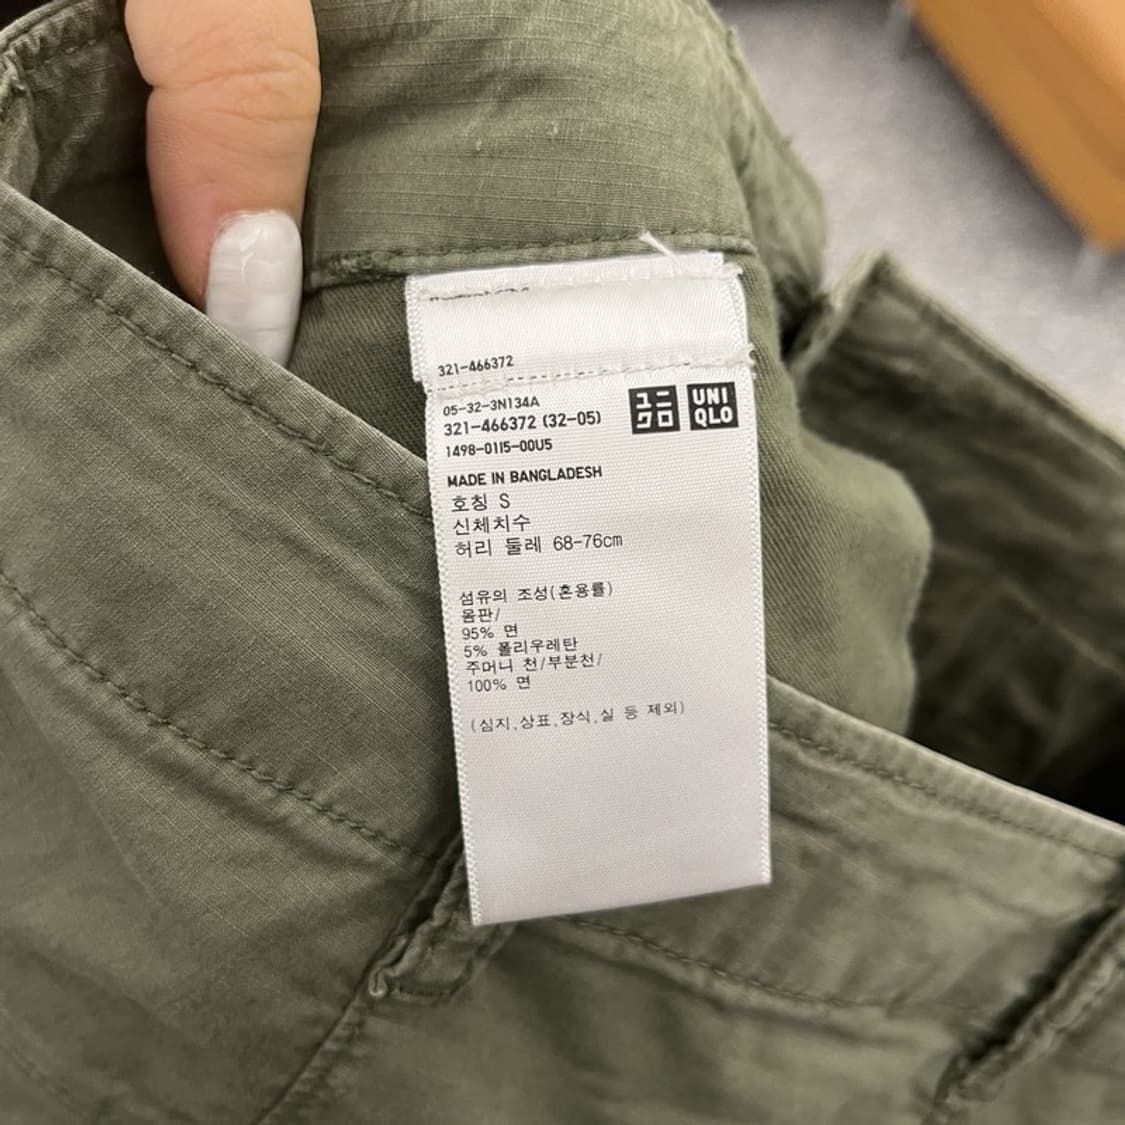 321-466372
05-32-3N134A
321-466372 (32-05)
1498-0115-00U5
ユニ
クロ
UNI
QLO
MADE IN BANGLADESH
호칭 S
신체치수
허리 둘레 68-76cm
섬유의 조성(혼용률)
몸판/
95% 면
5% 폴리우레탄
주머니 천/부분천/
100% 면
(심지,상표,장식,실 등 제외)